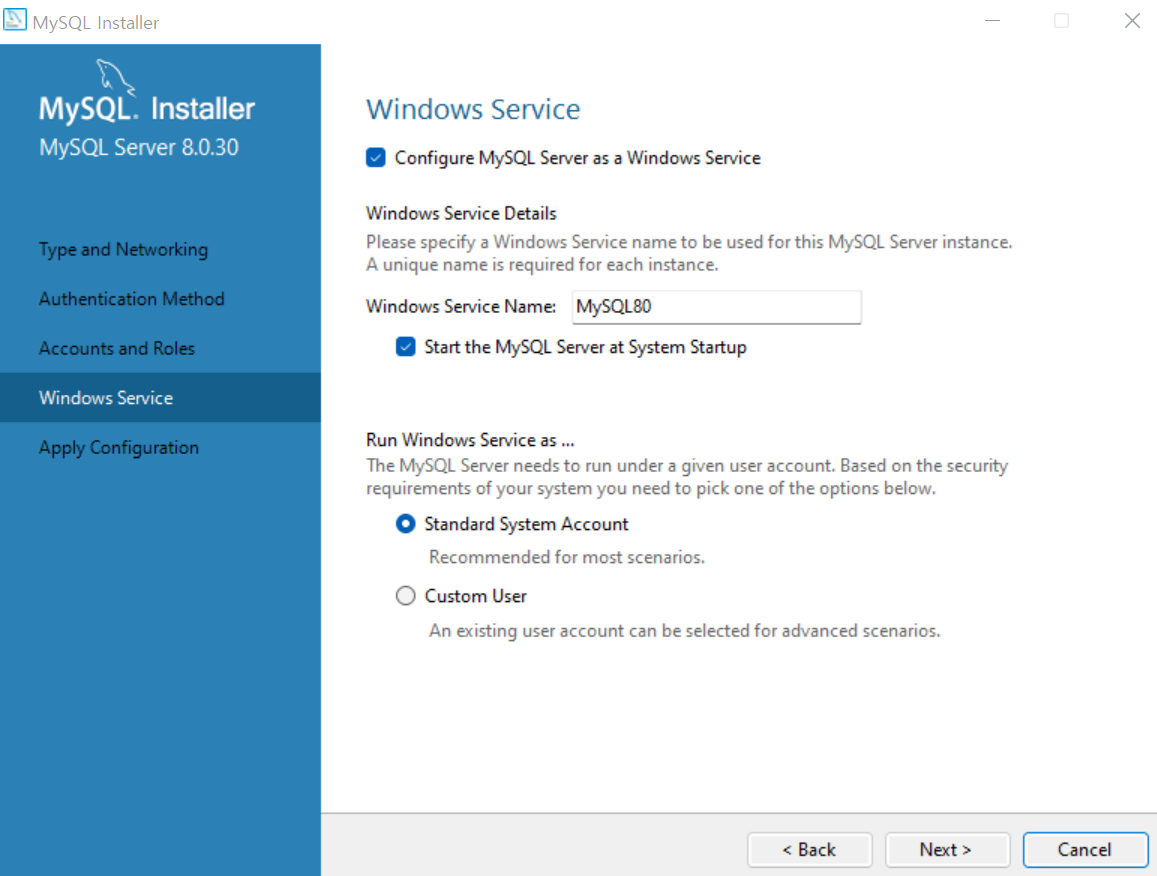 MySQL Installer
MySQL. Installer
MySQL Server 8.0.30
Type and Networking
Authentication Method
Accounts and Roles
Windows Service
Apply Configuration
Windows Service
Configure MySQL Server as a Windows Service
Windows Service Details
Please specify a Windows Service name to be used for this MySQL Server instance.
A unique name is required for each instance.
Windows Service Name: MySQL80
Start the MySQL Server at System Startup
Run Windows Service as ...
The MySQL Server needs to run under a given user account. Based on the security
requirements of your system you need to pick one of the options below.
Standard System Account
Recommended for most scenarios.
Custom User
An existing user account can be selected for advanced scenarios.
< Back Next > Cancel